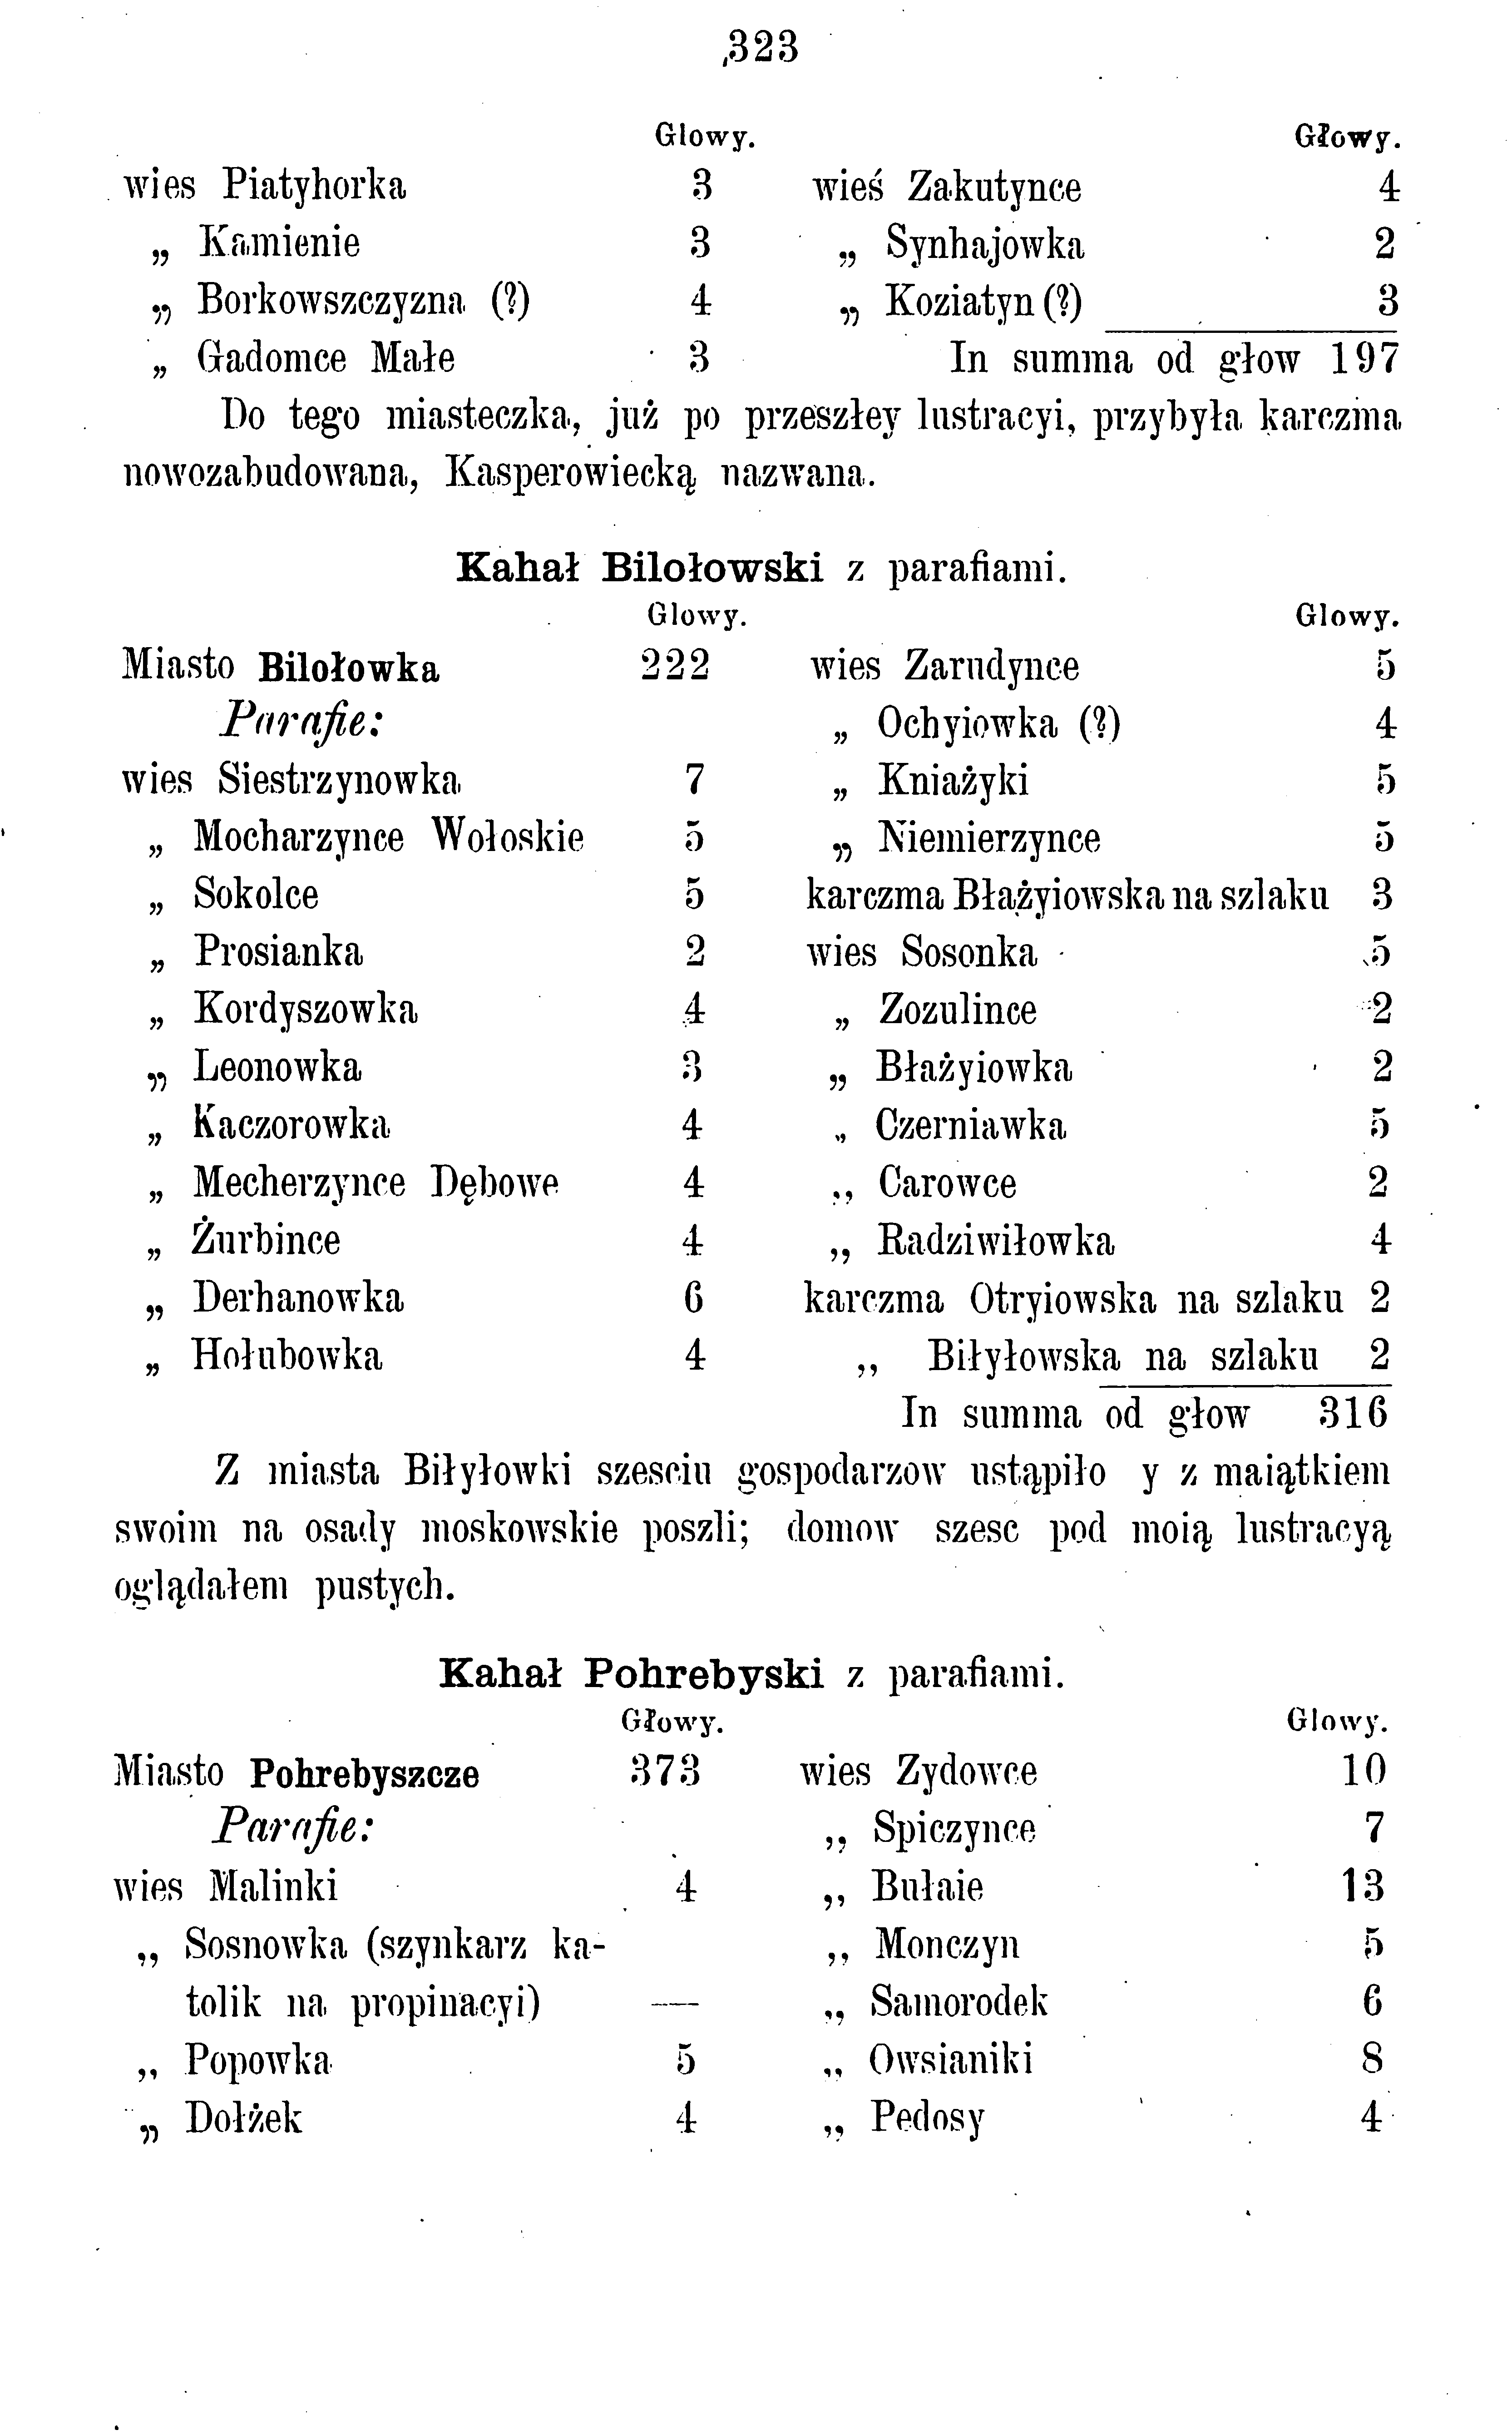 323
Glowy.
wies Piatyhorka 3
„ Kamienie 3
„ Borkowszczyzna (?) 4
„ Gadomce Małe 3
Głowy.
wieś Zakutynce 4
„ Synhajowka 2
„ Koziatyn (?) 3
In summa od głow 197
Do tego miasteczka, już po przeszłey lustracyi, przybyła karczma
nowozabudowana, Kasperowiecką nazwana.
Kahał Bilołowski z parafiami.
Glowy.
Miasto Bilołowka 222
Parafie:
wies Siestrzynowka 7
„ Mocharzynce Wołoskie 5
„ Sokolce 5
„ Prosianka 2
„ Kordyszowka 4
„ Leonowka 3
„ Kaczorowka 4
„ Mecherzynce Dębowe 4
„ Żurbince 4
„ Derhanowka 6
„ Hołubowka 4
Glowy.
wies Zarudynce 5
„ Ochyiowka (?) 4
„ Kniażyki 5
„ Niemierzynce 5
karczma Błażyiowska na szlaku 3
wies Sosonka 5
„ Zozulince 2
„ Błażyiowka 2
„ Czerniawka 5
„ Carowce 2
„ Radziwiłowka 4
karczma Otryiowska na szlaku 2
„ Biłyłowska na szlaku 2
In summa od głow 316
Z miasta Biłyłowki szesciu gospodarzow ustąpiło y z maiątkiem
swoim na osady moskowskie poszli; domow szesc pod moią lustracyą
oglądałem pustych.
Kahał Pohrebyski z parafiami.
Głowy.
Miasto Pohrebyszcze 373
Parafie:
wies Malinki 4
„ Sosnowka (szynkarz ka-
tolik na propinacyi) —
„ Popowka 5
„ Dołżek 4
Glowy.
wies Zydowce 10
„ Spiczynce 7
„ Bułaie 13
„ Monczyn 5
„ Samorodek 6
„ Owsianiki 8
„ Pedosy 4